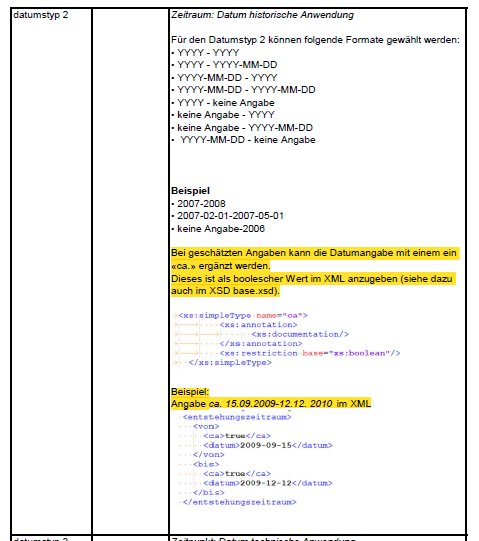 datumstyp 2
Zeitraum: Datum historische Anwendung
Für den Datumstyp 2 können folgende Formate gewählt werden:
• YYYY - YYYY
• YYYY - YYYY-MM-DD
• YYYY-MM-DD - YYYY
• YYYY-MM-DD - YYYY-MM-DD
• YYYY - keine Angabe
• keine Angabe - YYYY
• keine Angabe - YYYY-MM-DD
• YYYY-MM-DD - keine Angabe
Beispiel
• 2007-2008
• 2007-02-01-2007-05-01
• keine Angabe-2006
Bei geschätzten Angaben kann die Datumangabe mit einem ein
«ca.» ergänzt werden.
Dieses ist als boolescher Wert im XML anzugeben (siehe dazu
auch im XSD base.xsd).
<xs:simpleType name="ca">
<xs:annotation>
<xs:documentation/>
</xs:annotation>
<xs:restriction base="xs:boolean"/>
</xs:simpleType>
Beispiel:
Angabe ca. 15.09.2009-12.12. 2010 im XML
<entstehungszeitraum>
<von>
<ca>true</ca>
<datum>2009-09-15</datum>
</von>
<bis>
<ca>true</ca>
<datum>2009-12-12</datum>
</bis>
</entstehungszeitraum>
Zeitpunkt: Datum technische Anwendung